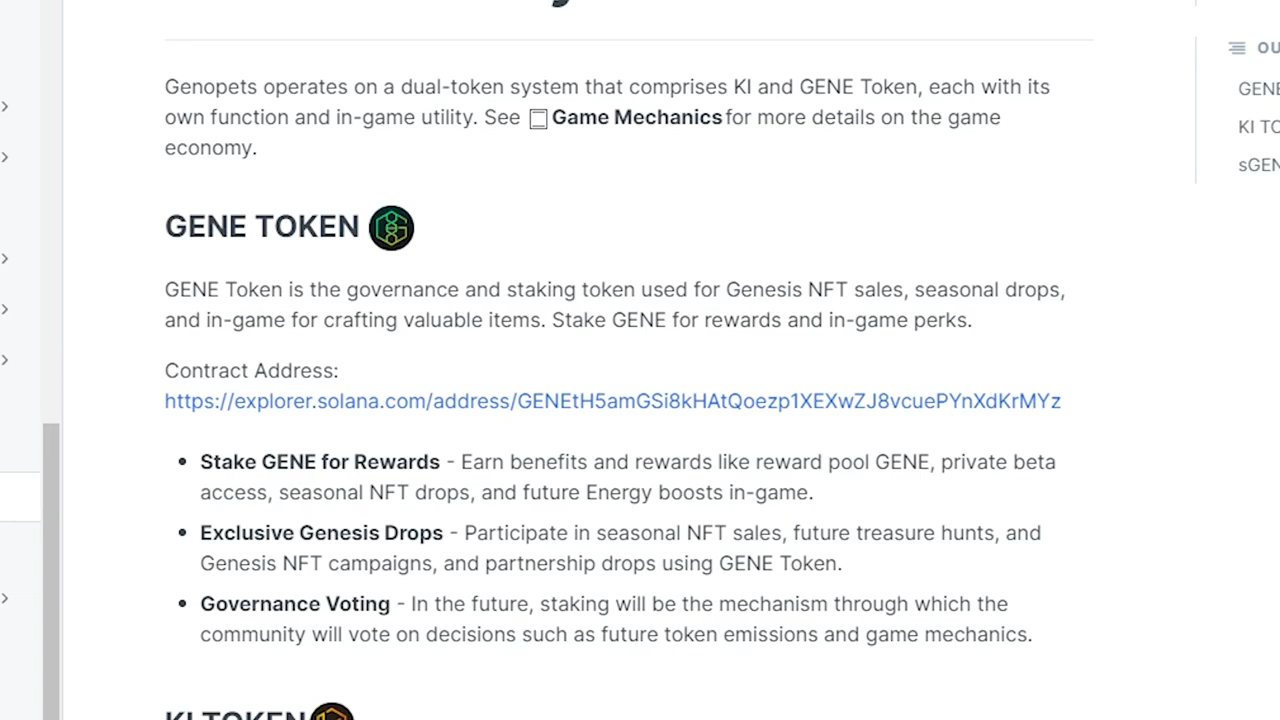 Genopets operates on a dual-token system that comprises KI and GENE Token, each with its
own function and in-game utility. See Game Mechanics for more details on the game
economy.
GENE TOKEN
GENE Token is the governance and staking token used for Genesis NFT sales, seasonal drops,
and in-game for crafting valuable items. Stake GENE for rewards and in-game perks.
Contract Address:
https://explorer.solana.com/address/GENEtH5amGSi8kHAtQoezp1XEXwZJ8vcuePYnXdKrMYz
• Stake GENE for Rewards - Earn benefits and rewards like reward pool GENE, private beta
access, seasonal NFT drops, and future Energy boosts in-game.
• Exclusive Genesis Drops - Participate in seasonal NFT sales, future treasure hunts, and
Genesis NFT campaigns, and partnership drops using GENE Token.
• Governance Voting - In the future, staking will be the mechanism through which the
community will vote on decisions such as future token emissions and game mechanics.
KI TOKEN
OU
GENE
KI TO
sGEN